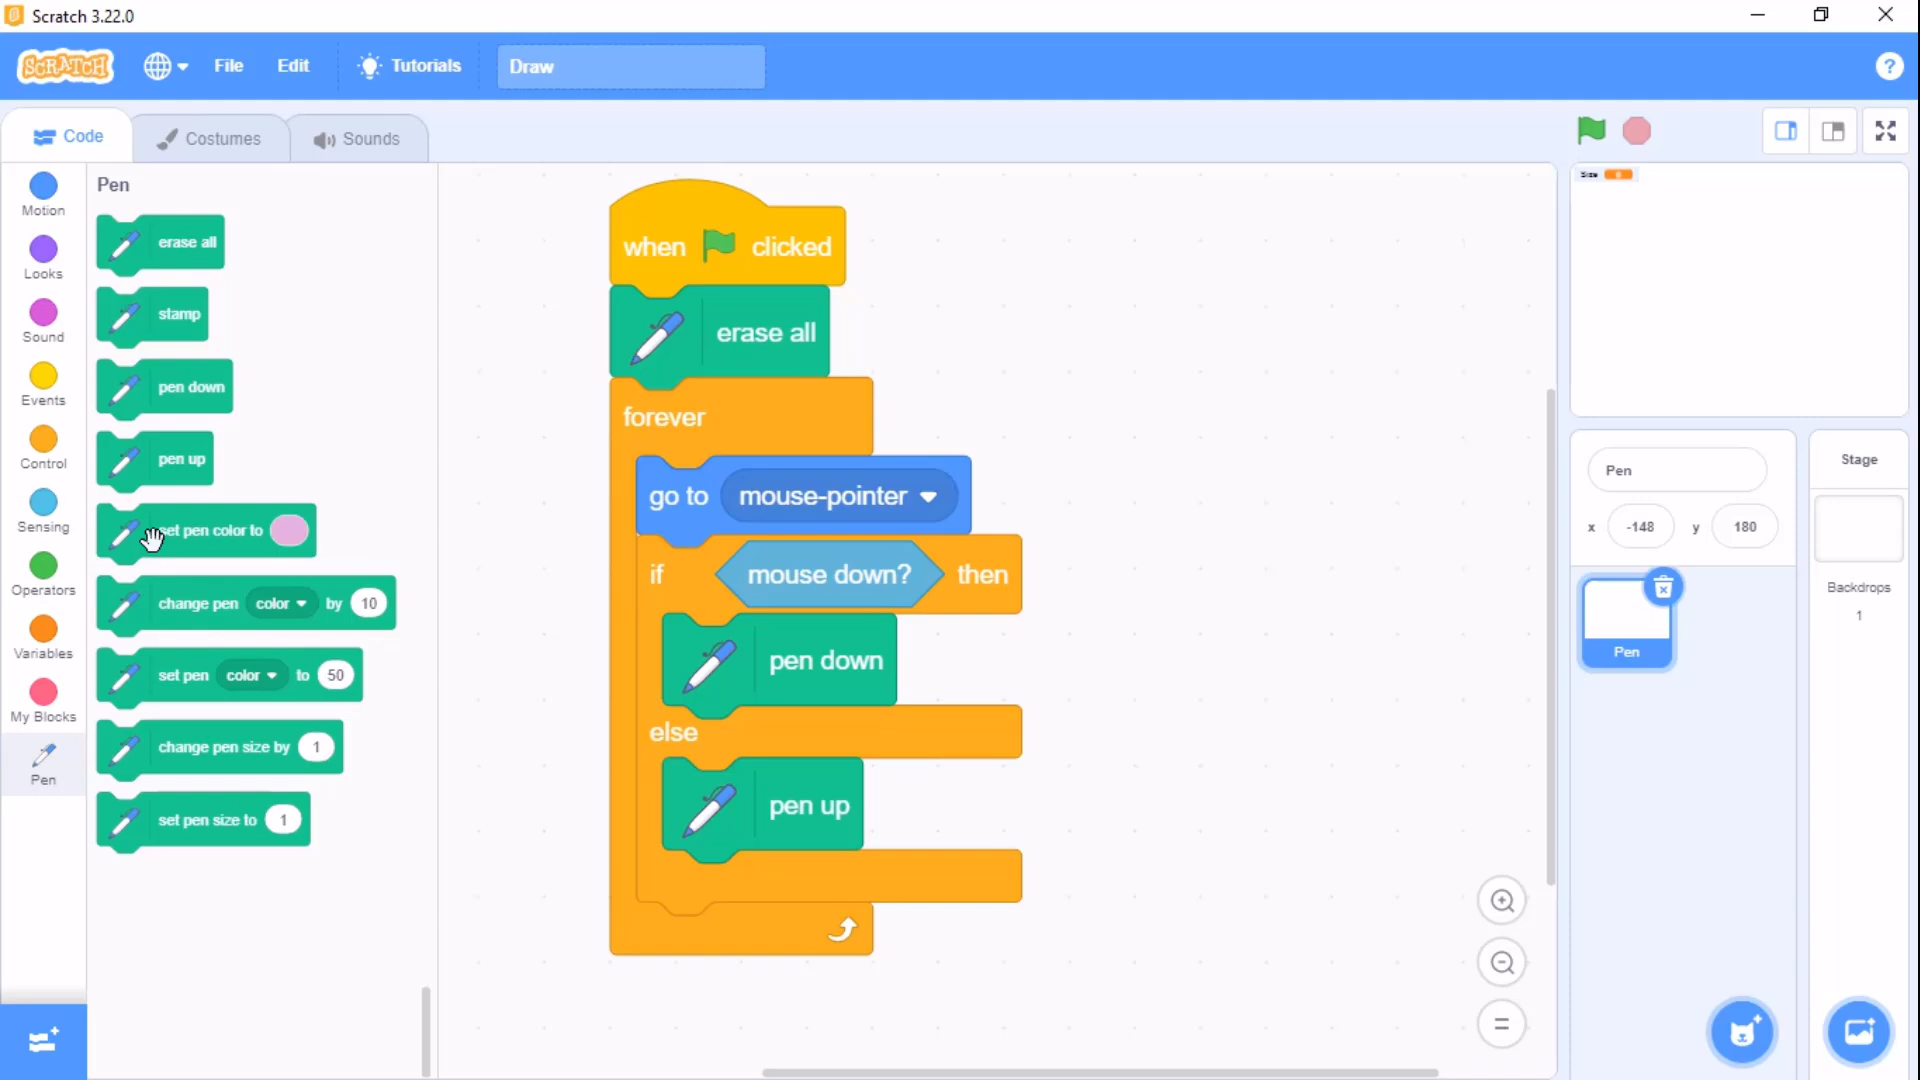 Scratch 3.22.0
SCRATCH
File
Edit
Tutorials
Draw
?
Code
Costumes
Sounds
Motion
Looks
Sound
Events
Control
Sensing
Operators
Variables
My Blocks
Pen
Pen
erase all
stamp
pen down
pen up
set pen color to
change pen color by 10
set pen color to 50
change pen size by 1
set pen size to 1
when clicked
erase all
forever
go to mouse-pointer
if mouse down? then
pen down
else
pen up
Size 0
Pen
x -148 y 180
Pen
Stage
Backdrops
1